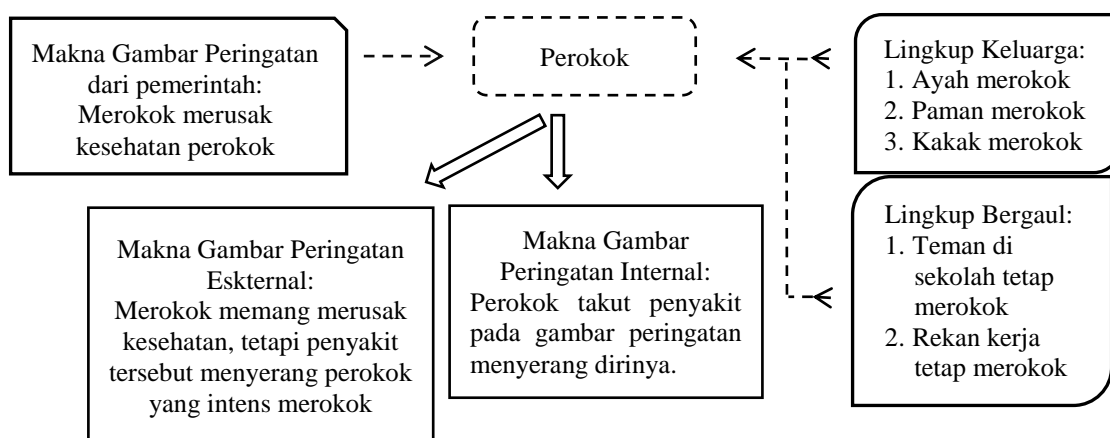 Makna Gambar Peringatan
dari pemerintah:
Merokok merusak
kesehatan perokok
Perokok
Lingkup Keluarga:
1. Ayah merokok
2. Paman merokok
3. Kakak merokok
Makna Gambar Peringatan
Eskternal:
Merokok memang merusak
kesehatan, tetapi penyakit
tersebut menyerang perokok
yang intens merokok
Makna Gambar
Peringatan Internal:
Perokok takut penyakit
pada gambar peringatan
menyerang dirinya.
Lingkup Bergaul:
1. Teman di
sekolah tetap
merokok
2. Rekan kerja
tetap merokok